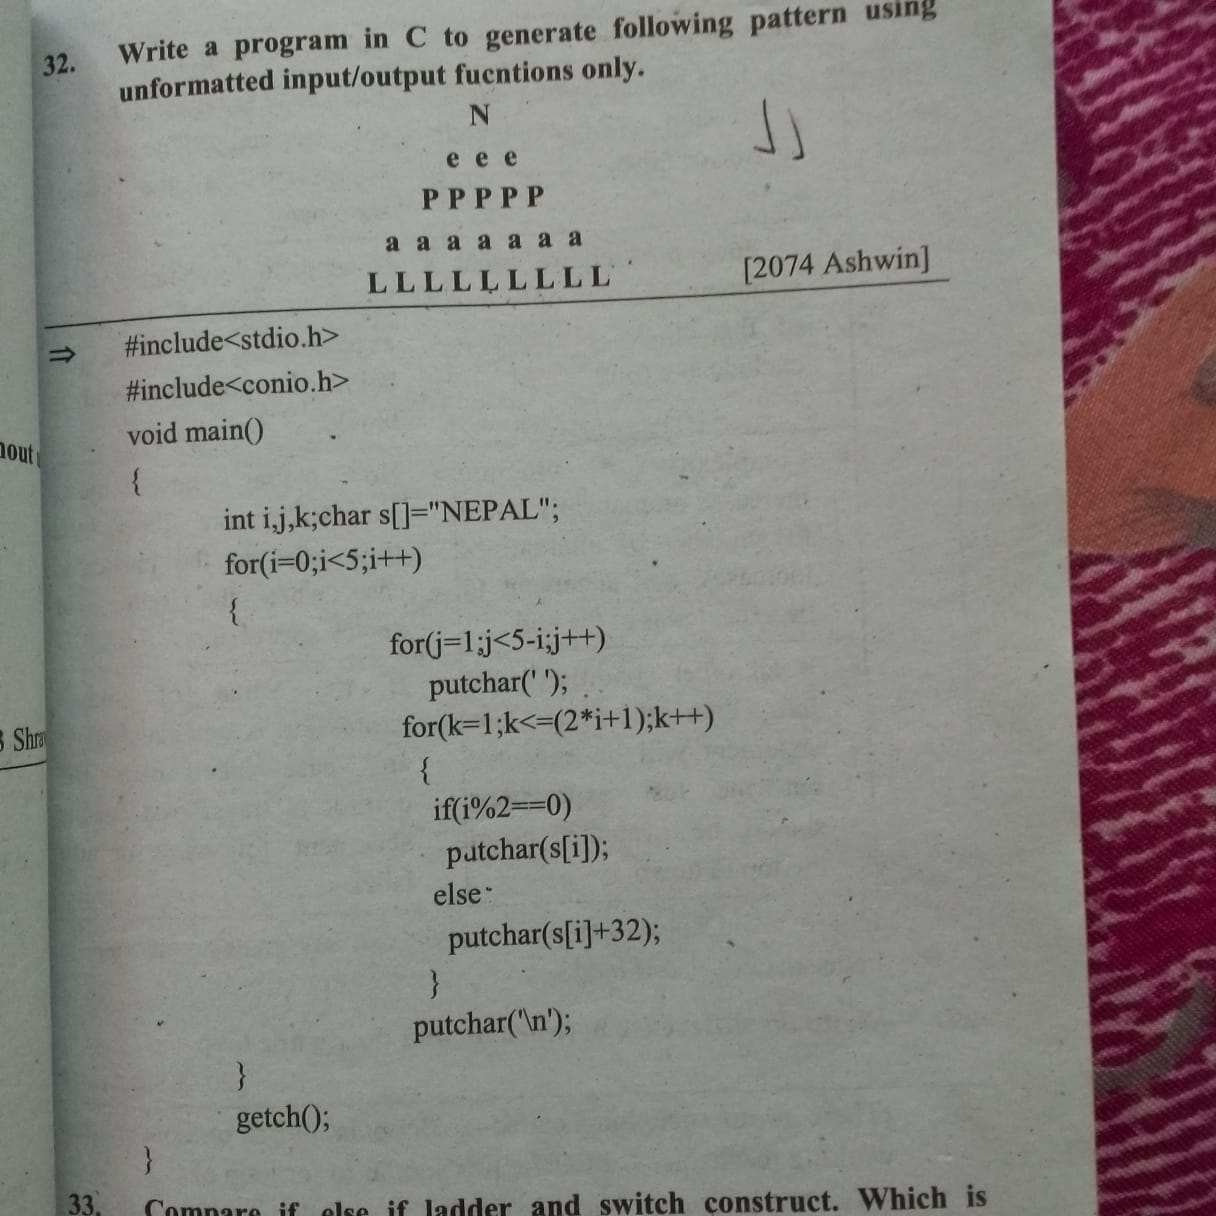 32. Write a program in C to generate following pattern using
unformatted input/output fucntions only.
N
e e e
P P P P P
a a a a a a a
L L L L L L L L L
[2074 Ashwin]
⇒ #include<stdio.h>
#include<conio.h>
void main()
{
int i,j,k;char s[]="NEPAL";
for(i=0;i<5;i++)
{
for(j=1;j<5-i;j++)
putchar(' ');
for(k=1;k<=(2*i+1);k++)
{
if(i%2==0)
putchar(s[i]);
else
putchar(s[i]+32);
}
putchar('\n');
}
getch();
}
33. Compare if else if ladder and switch construct. Which is